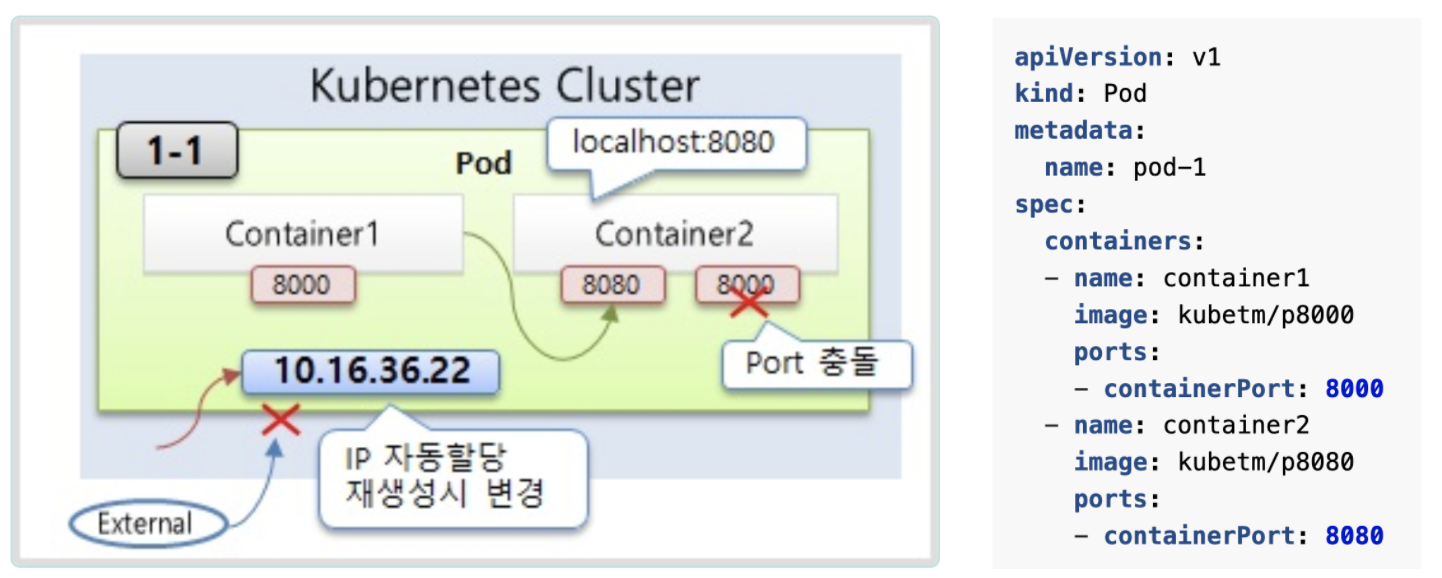 Kubernetes Cluster
1-1
Pod
localhost:8080
Container1
Container2
8000
8080
8000
Port 충돌
10.16.36.22
IP 자동할당
재생성시 변경
External
apiVersion: v1
kind: Pod
metadata:
  name: pod-1
spec:
  containers:
  - name: container1
    image: kubetm/p8000
    ports:
    - containerPort: 8000
  - name: container2
    image: kubetm/p8080
    ports:
    - containerPort: 8080